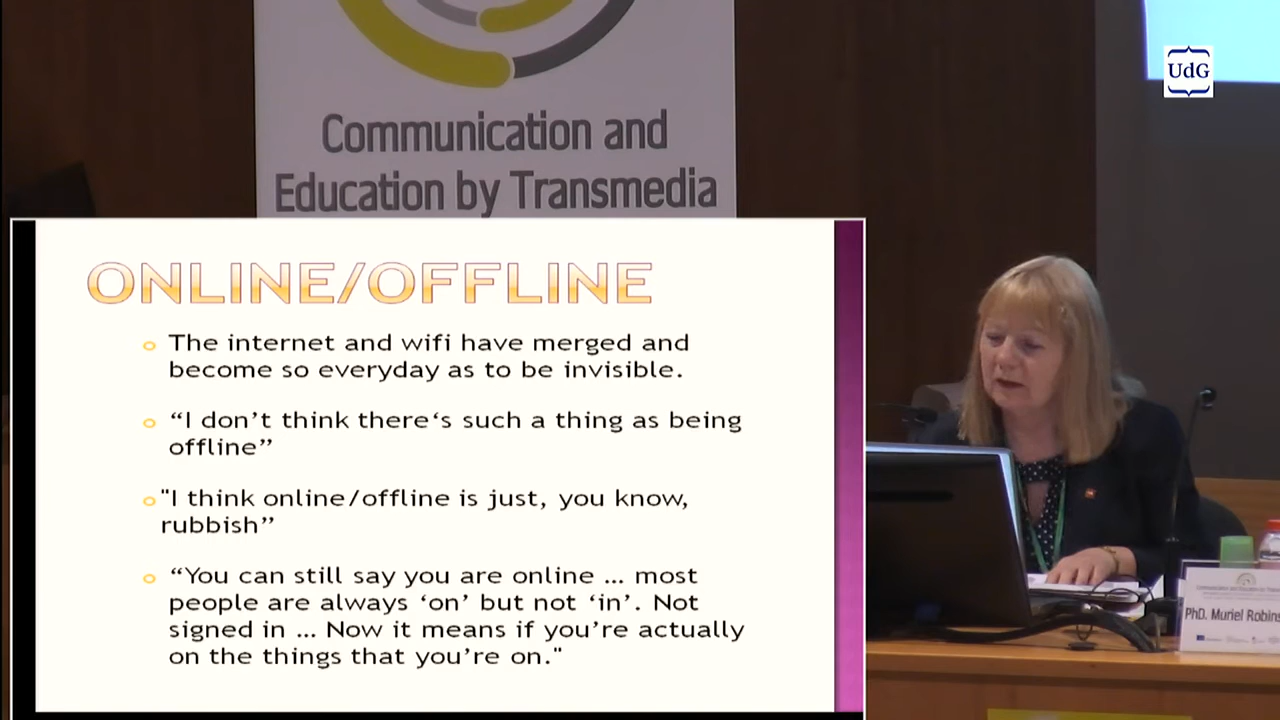 UdG
Communication and
Education by Transmedia
ONLINE/OFFLINE
The internet and wifi have merged and
become so everyday as to be invisible.
“I don’t think there‘s such a thing as being
offline”
"I think online/offline is just, you know,
rubbish”
“You can still say you are online ... most
people are always ‘on’ but not ‘in’. Not
signed in ... Now it means if you’re actually
on the things that you’re on."
PhD. Muriel Robins